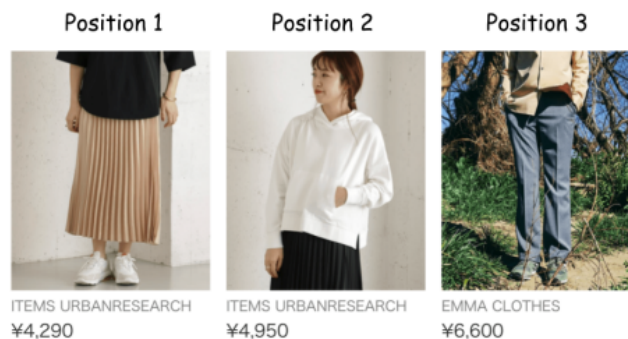 Position 1
Position 2
Position 3
ITEMS URBANRESEARCH
ITEMS URBANRESEARCH
EMMA CLOTHES
¥4,290
¥4,950
¥6,600